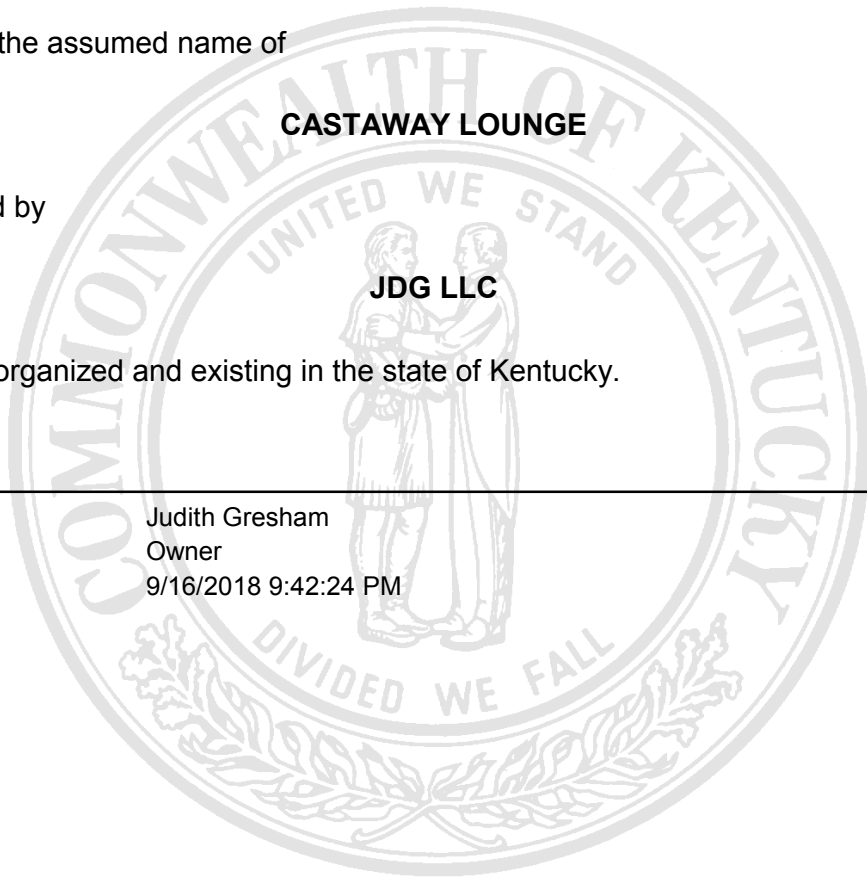 the assumed name of
CASTAWAY LOUNGE
d by
JDG LLC
organized and existing in the state of Kentucky.
Judith Gresham
Owner
9/16/2018 9:42:24 PM
COMMONWEALTH OF KENTUCKY
UNITED WE STAND
DIVIDED WE FALL